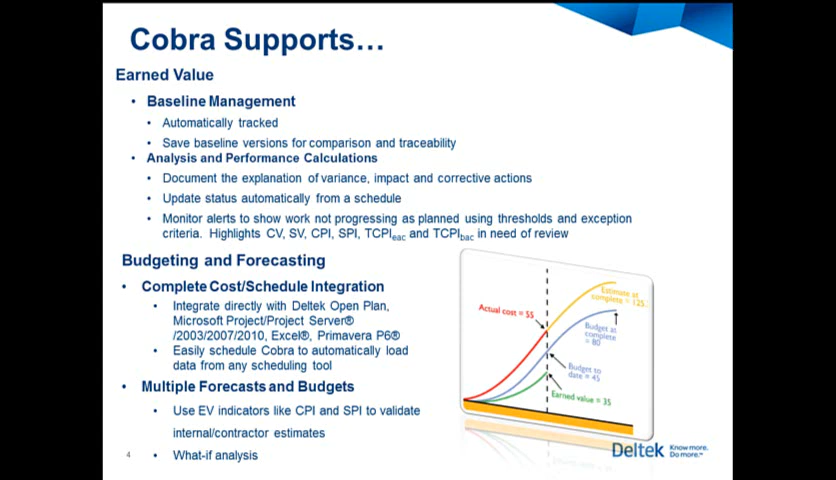 Cobra Supports…
Earned Value
• Baseline Management
• Automatically tracked
• Save baseline versions for comparison and traceability
• Analysis and Performance Calculations
• Document the explanation of variance, impact and corrective actions
• Update status automatically from a schedule
• Monitor alerts to show work not progressing as planned using thresholds and exception
criteria. Highlights CV, SV, CPI, SPI, TCPIeac and TCPIbac in need of review
Budgeting and Forecasting
• Complete Cost/Schedule Integration
• Integrate directly with Deltek Open Plan,
Microsoft Project/Project Server®
/2003/2007/2010, Excel®, Primavera P6®
• Easily schedule Cobra to automatically load
data from any scheduling tool
• Multiple Forecasts and Budgets
• Use EV indicators like CPI and SPI to validate
internal/contractor estimates
• What-if analysis
Estimate at
complete = 125
Actual cost = 55
Budget at
complete
= 80
Budget to
date = 45
Earned value = 35
4
Deltek
Know more.
Do more.™